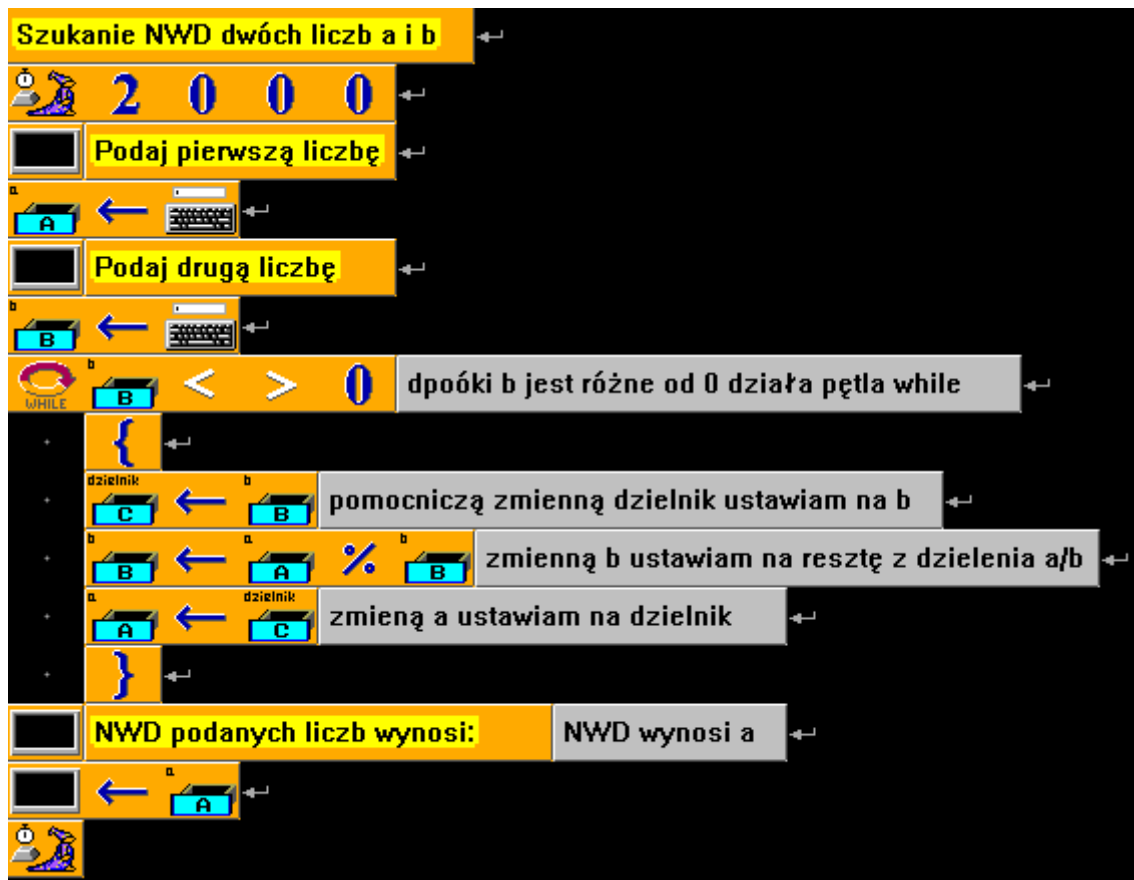 Szukanie NWD dwóch liczb a i b
2 0 0 0
Podaj pierwszą liczbę
a A ←
Podaj drugą liczbę
b B ←
WHILE b B < > 0 dpoóki b jest różne od 0 działa pętla while
{
dzielnik C ← b B pomocniczą zmienną dzielnik ustawiam na b
b B ← a A % b B zmienną b ustawiam na resztę z dzielenia a/b
a A ← dzielnik C zmieną a ustawiam na dzielnik
}
NWD podanych liczb wynosi: NWD wynosi a
← a A